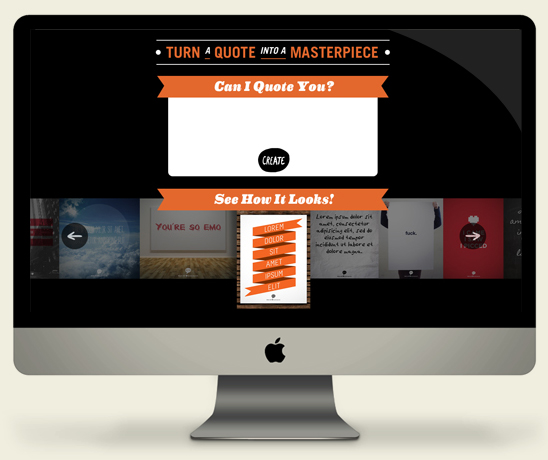 TURN A QUOTE INTO A MASTERPIECE
Can I Quote You?
CREATE
See How It Looks!
YOU'RE SO EMO
LOREM
DOLOR
SIT
AMET
IPSUM
ELIT
Lorem ipsum dolor sit
amet, consectetur
adipisicing elit, sed do
eiusmod tempor
incididunt ut labore et
dolore magna.
fuck.